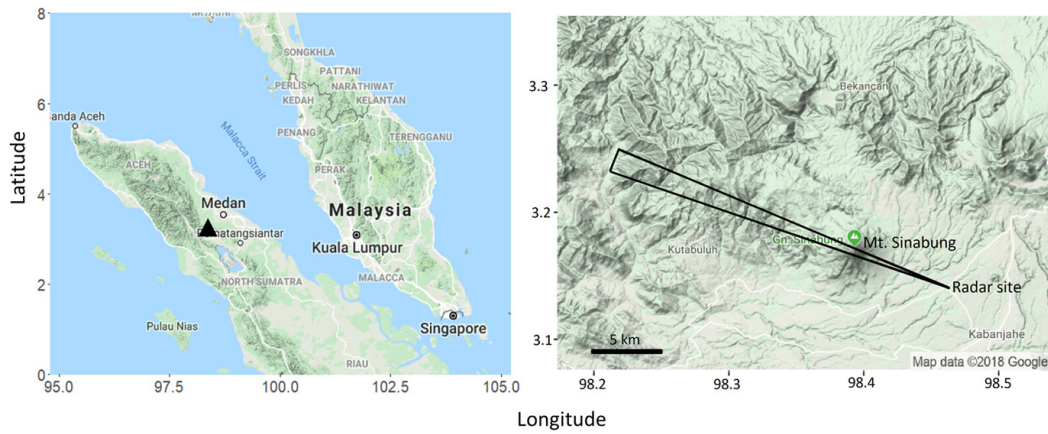 8
SONGKHLA
PATTANI
PERLIS
NARATHIWAT
KEDAH
KELANTAN
6
anda Aceh
PENANG
TERENGGANU
Malacca Strait
ACEH
PERAK
4
Medan
Malaysia
matangsiantar
Kuala Lumpur
MALACCA
NORTH SUMATRA
2
Pulau Nias
Singapore
RIAU
0
95.0
97.5
100.0
102.5
105.0
Latitude
3.3
Bekancan
3.2
Kutabuluh
Gn. Sinabung
Mt. Sinabung
Radar site
3.1
5 km
Kabanjahe
Map data ©2018 Google
98.2
98.3
98.4
98.5
Longitude